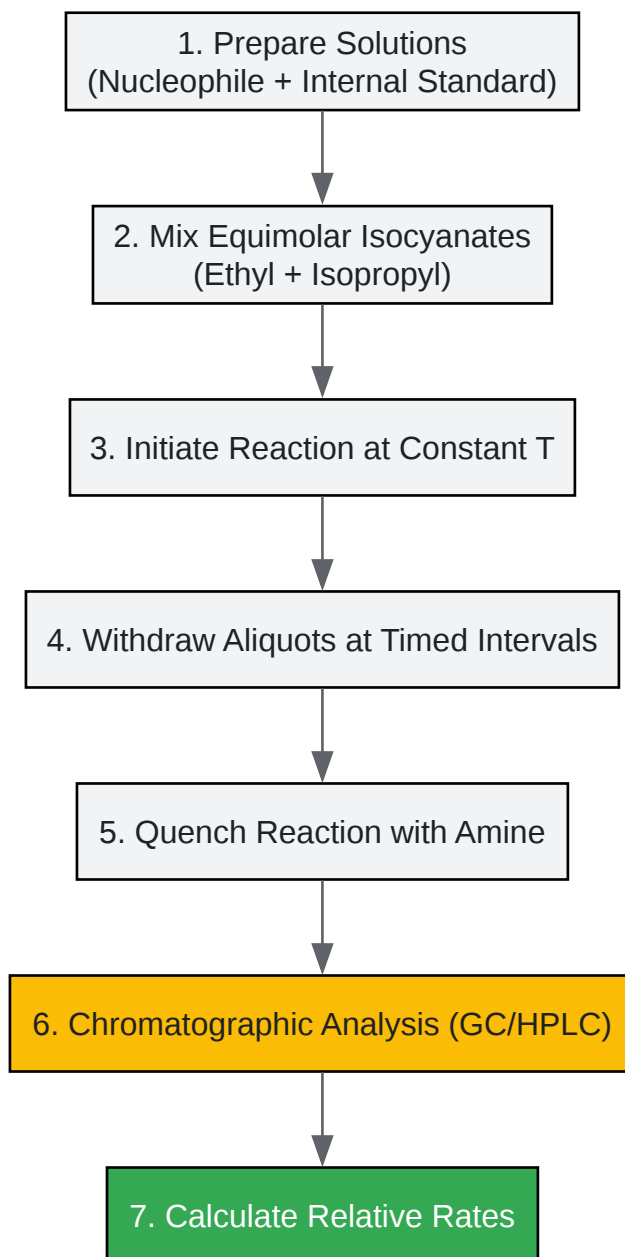 1. Prepare Solutions
(Nucleophile + Internal Standard)
2. Mix Equimolar Isocyanates
(Ethyl + Isopropyl)
3. Initiate Reaction at Constant T
4. Withdraw Aliquots at Timed Intervals
5. Quench Reaction with Amine
6. Chromatographic Analysis (GC/HPLC)
7. Calculate Relative Rates